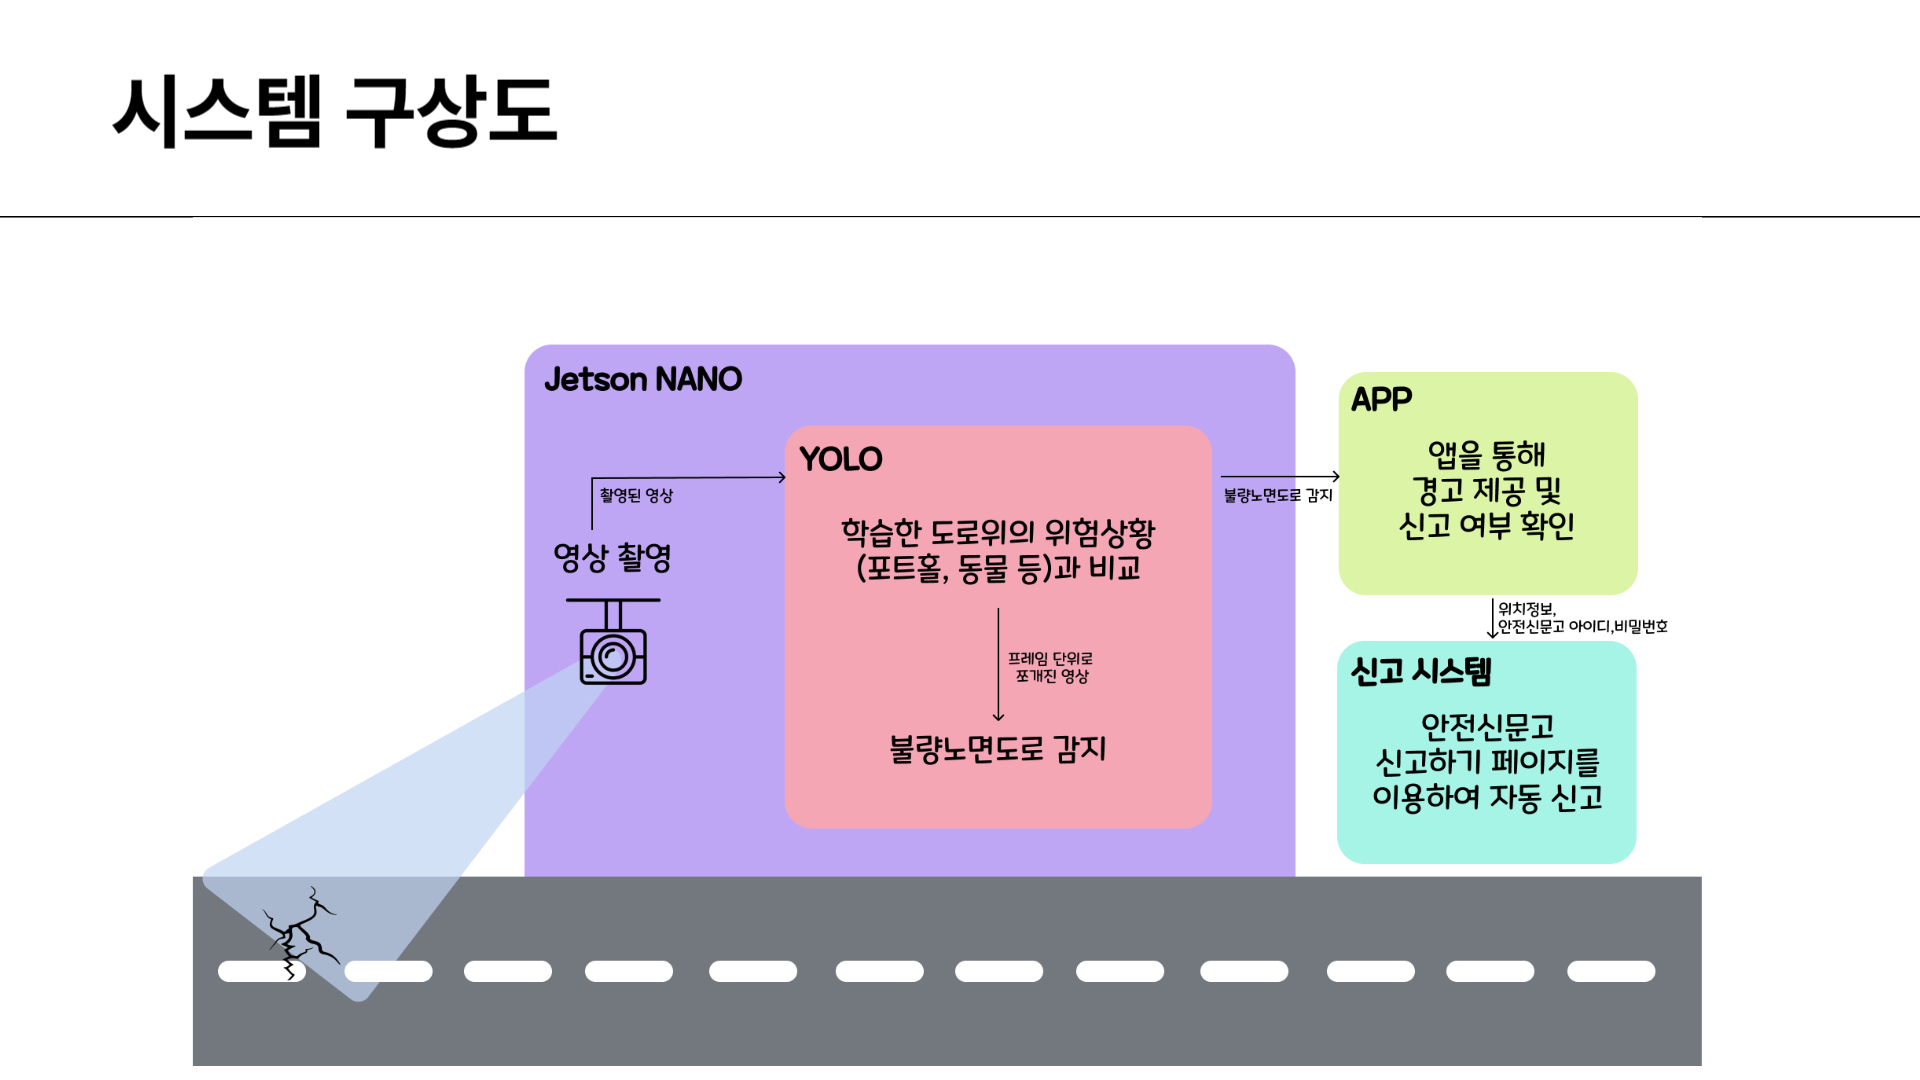 시스템 구상도
Jetson NANO
영상 촬영
촬영된 영상
YOLO
학습한 도로위의 위험상황
(포트홀, 동물 등)과 비교
프레임 단위로
쪼개진 영상
불량노면도로 감지
불량노면도로 감지
APP
앱을 통해
경고 제공 및
신고 여부 확인
위치정보,
안전신문고 아이디,비밀번호
신고 시스템
안전신문고
신고하기 페이지를
이용하여 자동 신고